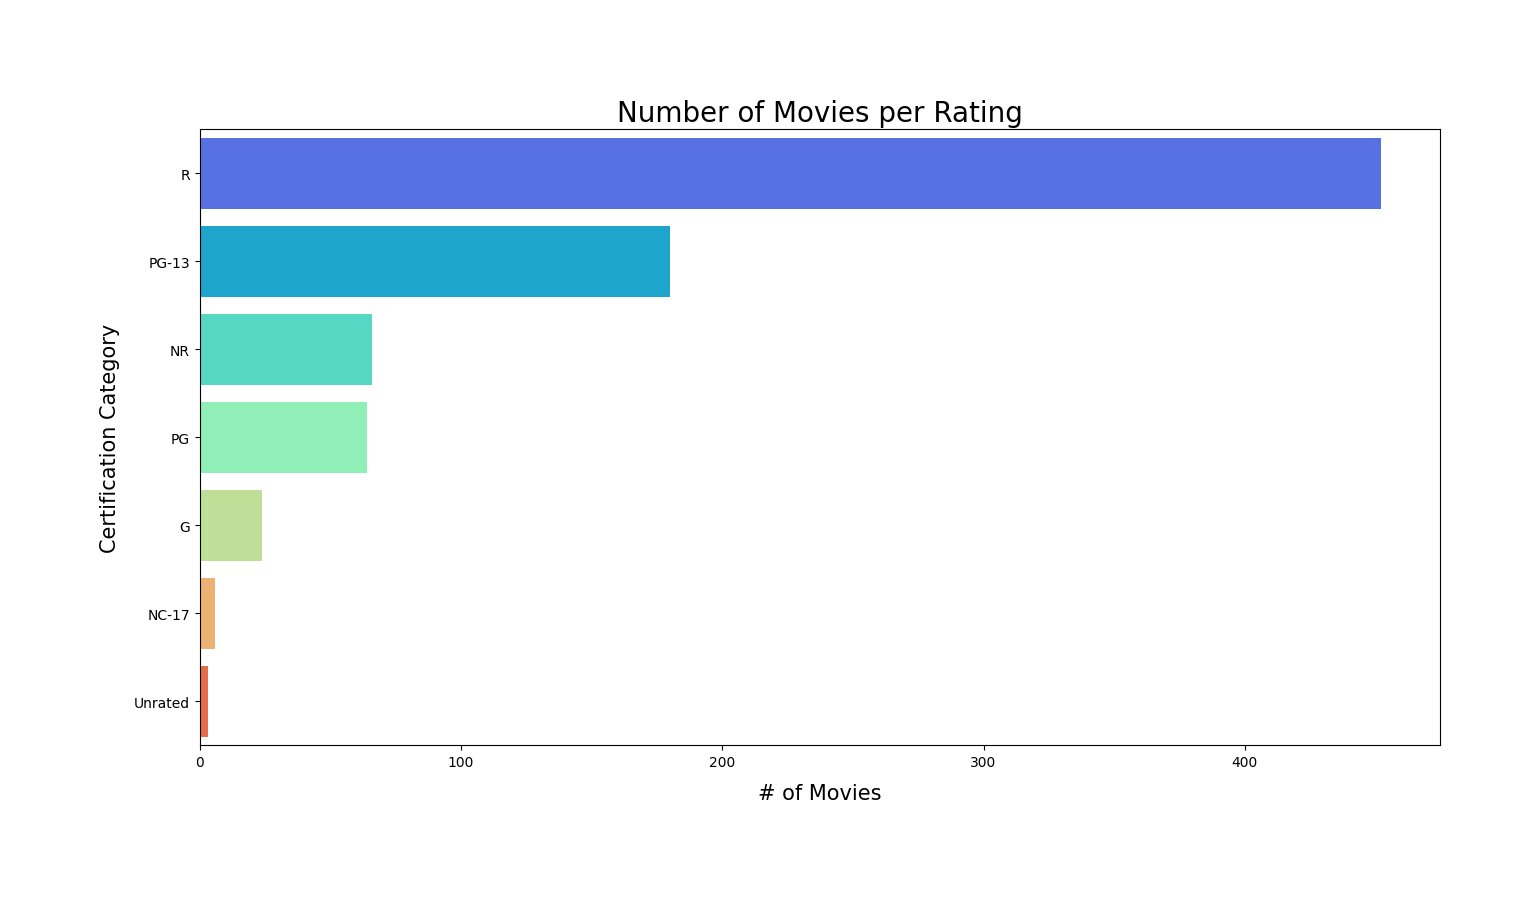 Number of Movies per Rating
R
PG-13
NR
PG
G
NC-17
Unrated
Certification Category
0 100 200 300 400
# of Movies